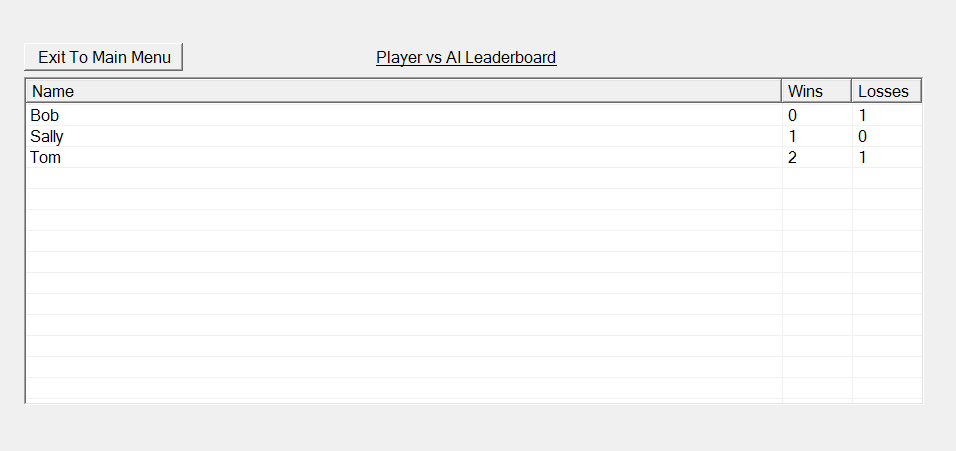 Exit To Main Menu Player vs AI Leaderboard
Name Wins Losses
Bob 0 1
Sally 1 0
Tom 2 1